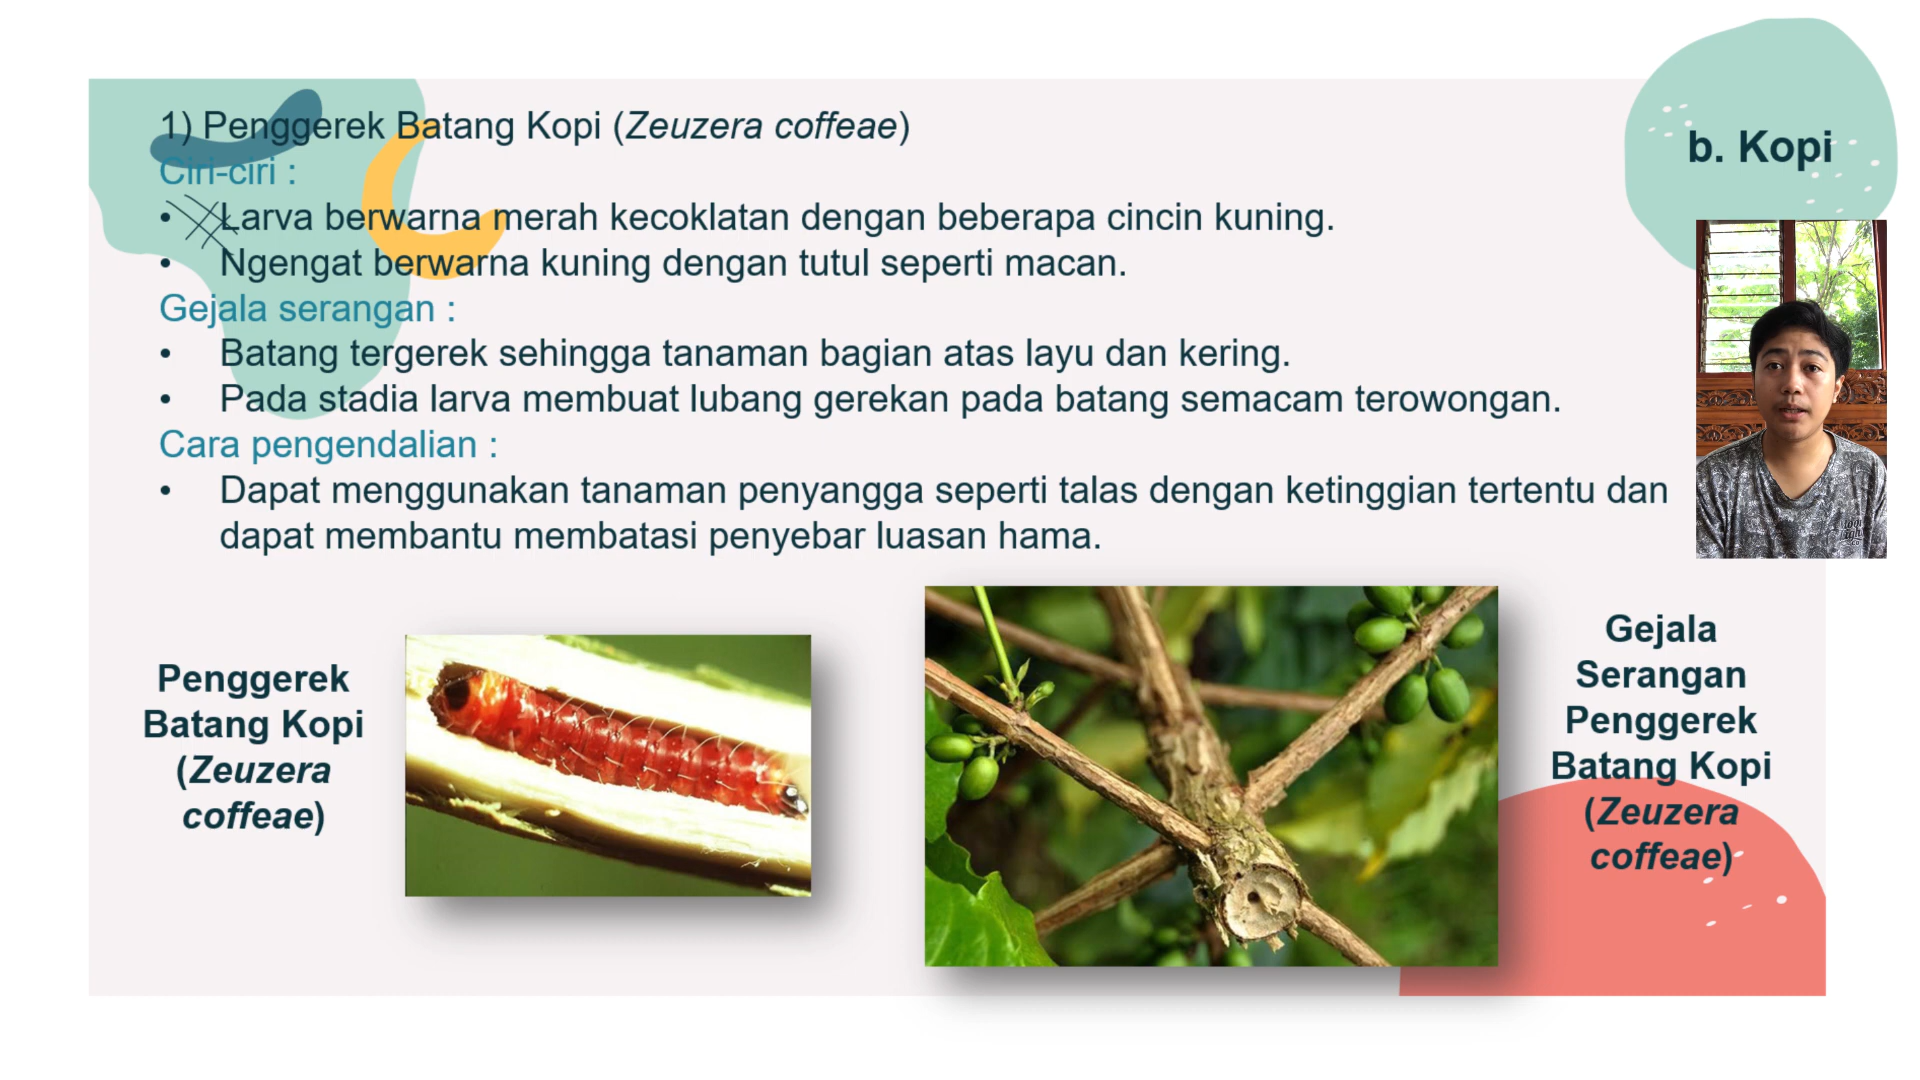 1) Penggerek Batang Kopi (Zeuzera coffeae)
Ciri-ciri :
• Larva berwarna merah kecoklatan dengan beberapa cincin kuning.
• Ngengat berwarna kuning dengan tutul seperti macan.
Gejala serangan :
• Batang tergerek sehingga tanaman bagian atas layu dan kering.
• Pada stadia larva membuat lubang gerekan pada batang semacam terowongan.
Cara pengendalian :
• Dapat menggunakan tanaman penyangga seperti talas dengan ketinggian tertentu dan
dapat membantu membatasi penyebar luasan hama.
b. Kopi
Penggerek
Batang Kopi
(Zeuzera
coffeae)
Gejala
Serangan
Penggerek
Batang Kopi
(Zeuzera
coffeae)